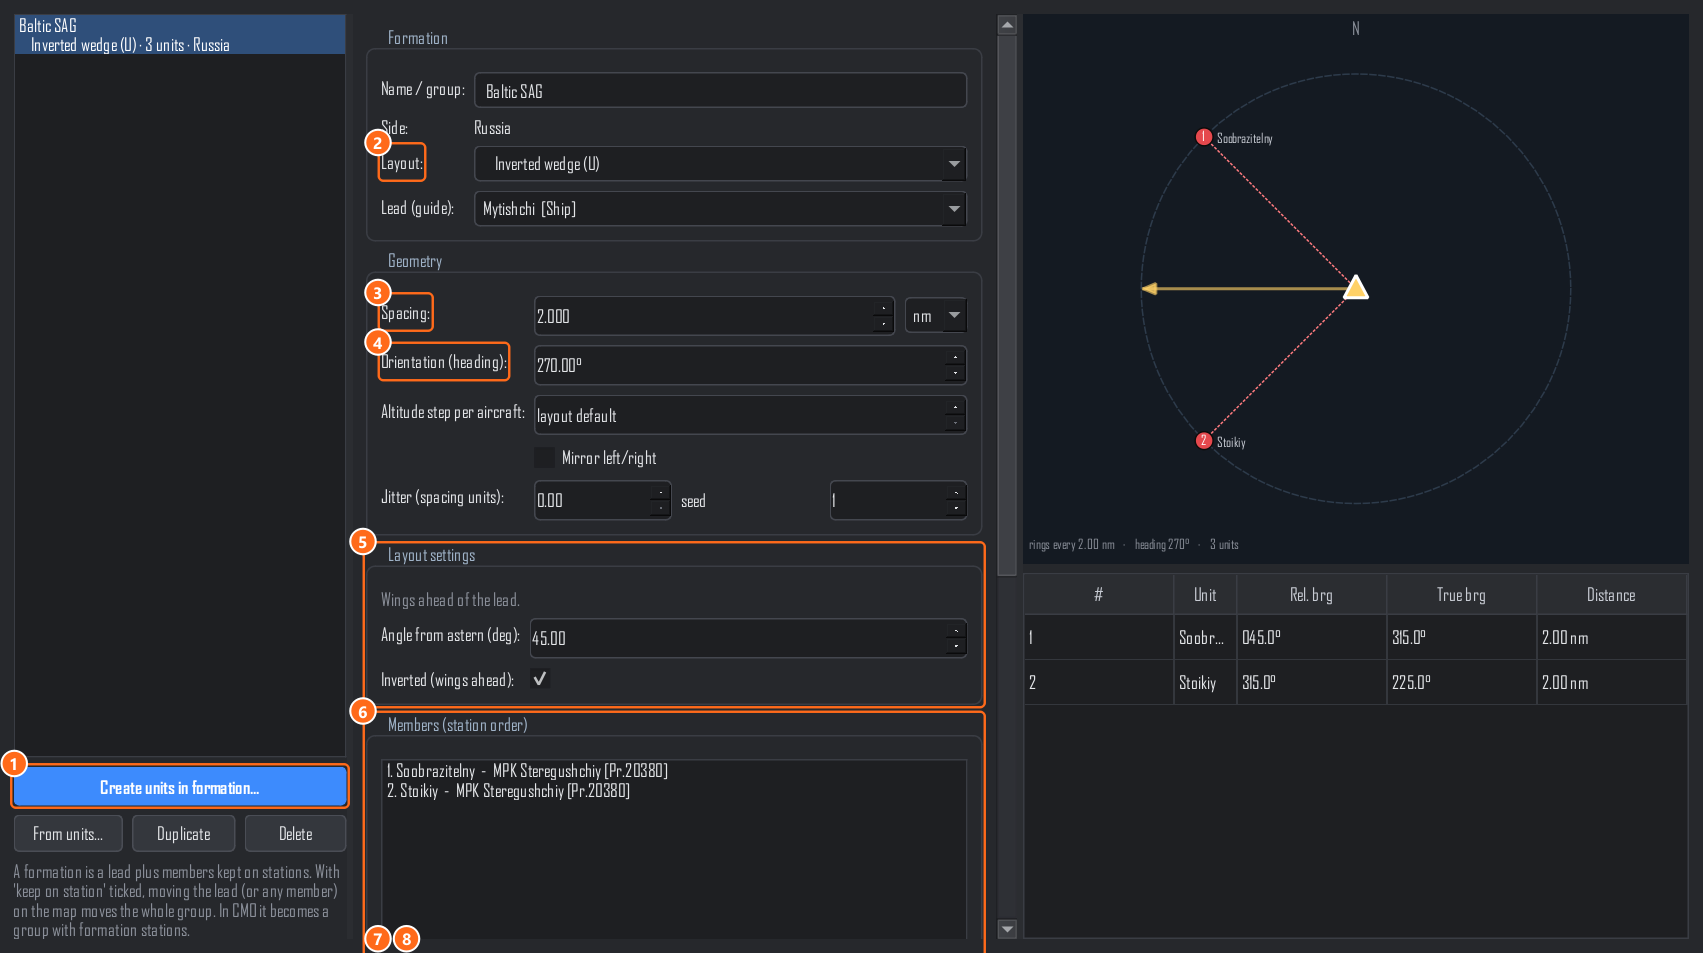 Baltic SAG
Inverted wedge (U) · 3 units · Russia
1
Create units in formation...
From units...
Duplicate
Delete
A formation is a lead plus members kept on stations. With
'keep on station' ticked, moving the lead (or any member)
on the map moves the whole group. In CMO it becomes a
group with formation stations.
Formation
Name / group:
Baltic SAG
Side:
Russia
2
Layout:
Inverted wedge (U)
Lead (guide):
Mytishchi [Ship]
Geometry
3
Spacing:
2.000
nm
4
Orientation (heading):
270.00°
Altitude step per aircraft:
layout default
Mirror left/right
Jitter (spacing units):
0.00
seed
1
5
Layout settings
Wings ahead of the lead.
Angle from astern (deg):
45.00
Inverted (wings ahead):
6
Members (station order)
1. Soobrazitelny - MPK Steregushchiy [Pr.20380]
2. Stoikiy - MPK Steregushchiy [Pr.20380]
7
8
N
1
Soobrazitelny
2
Stoikiy
rings every 2.00 nm · heading 270° · 3 units
# Unit Rel. brg True brg Distance
1 Soobr... 045.0° 315.0° 2.00 nm
2 Stoikiy 315.0° 225.0° 2.00 nm